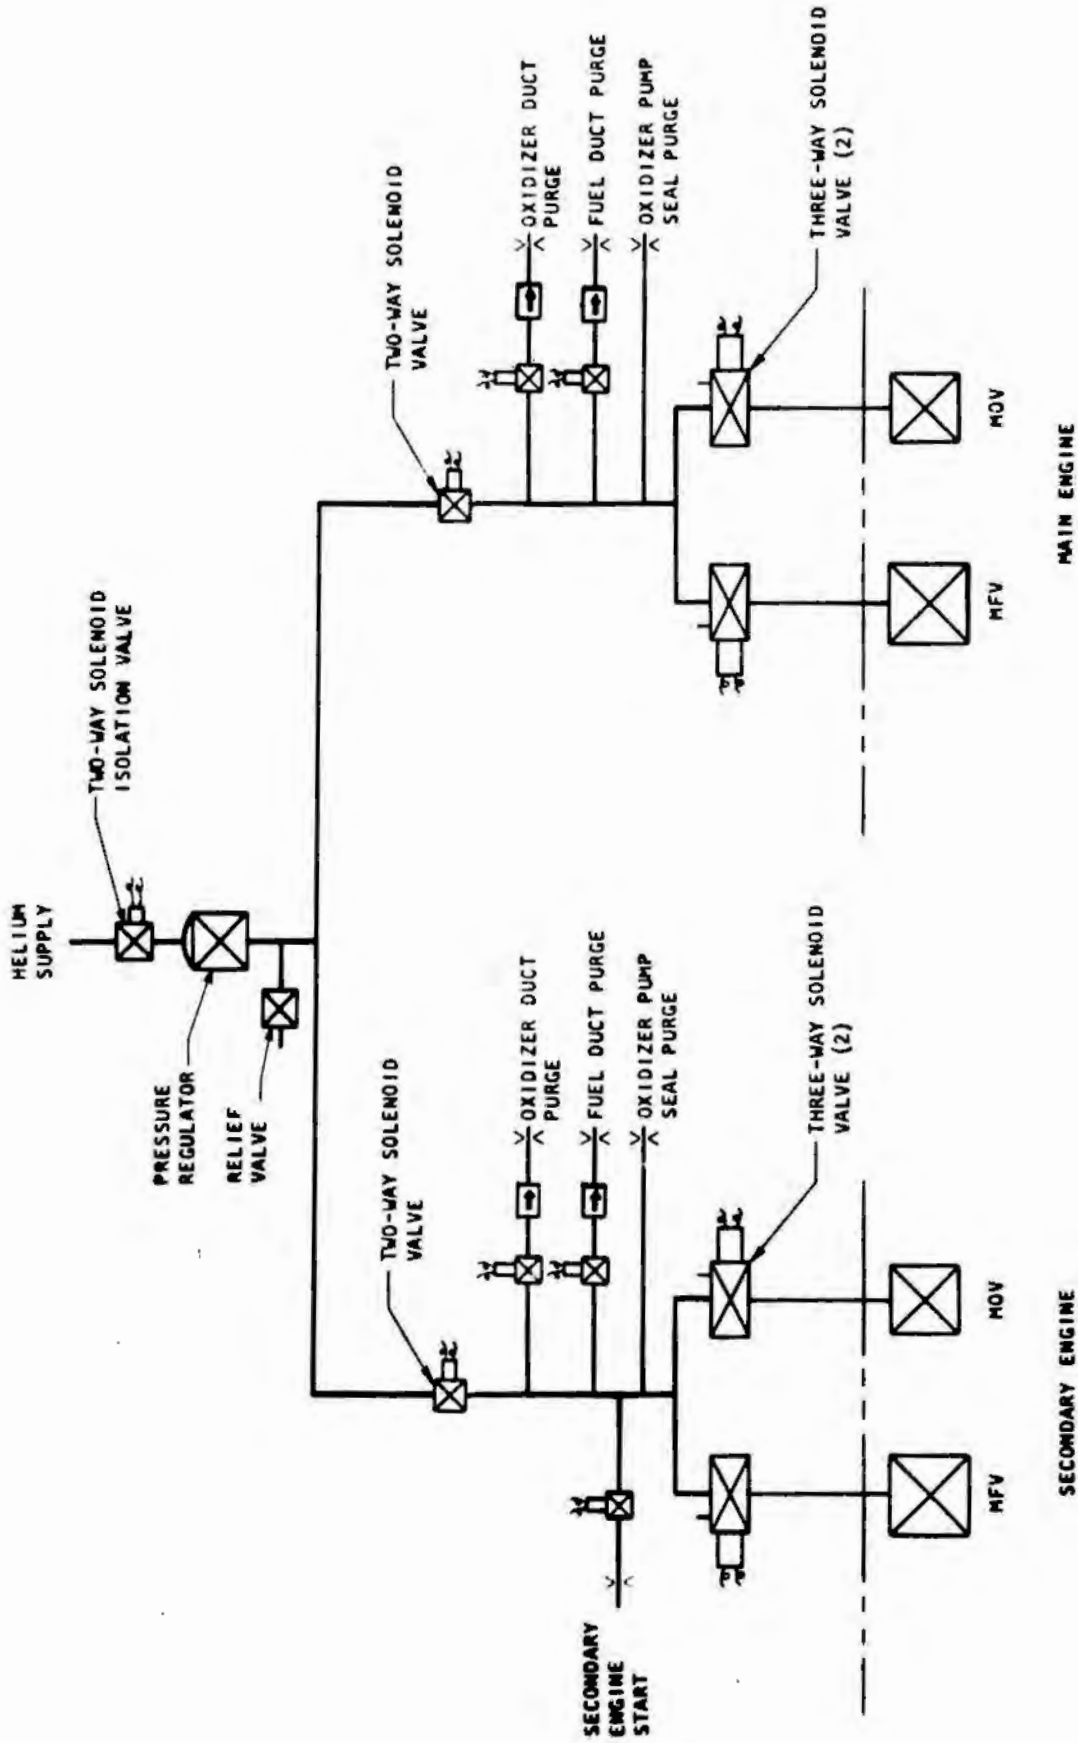 HELIUM
SUPPLY
TWO-WAY SOLENOID
ISOLATION VALVE
PRESSURE
REGULATOR
RELIEF
VALVE
TWO-WAY SOLENOID
VALVE
OXIDIZER DUCT
PURGE
FUEL DUCT PURGE
OXIDIZER PUMP
SEAL PURGE
SECONDARY
ENGINE
START
THREE-WAY SOLENOID
VALVE (2)
MFV
MOV
SECONDARY ENGINE
TWO-WAY SOLENOID
VALVE
OXIDIZER DUCT
PURGE
FUEL DUCT PURGE
OXIDIZER PUMP
SEAL PURGE
THREE-WAY SOLENOID
VALVE (2)
MFV
MOV
MAIN ENGINE